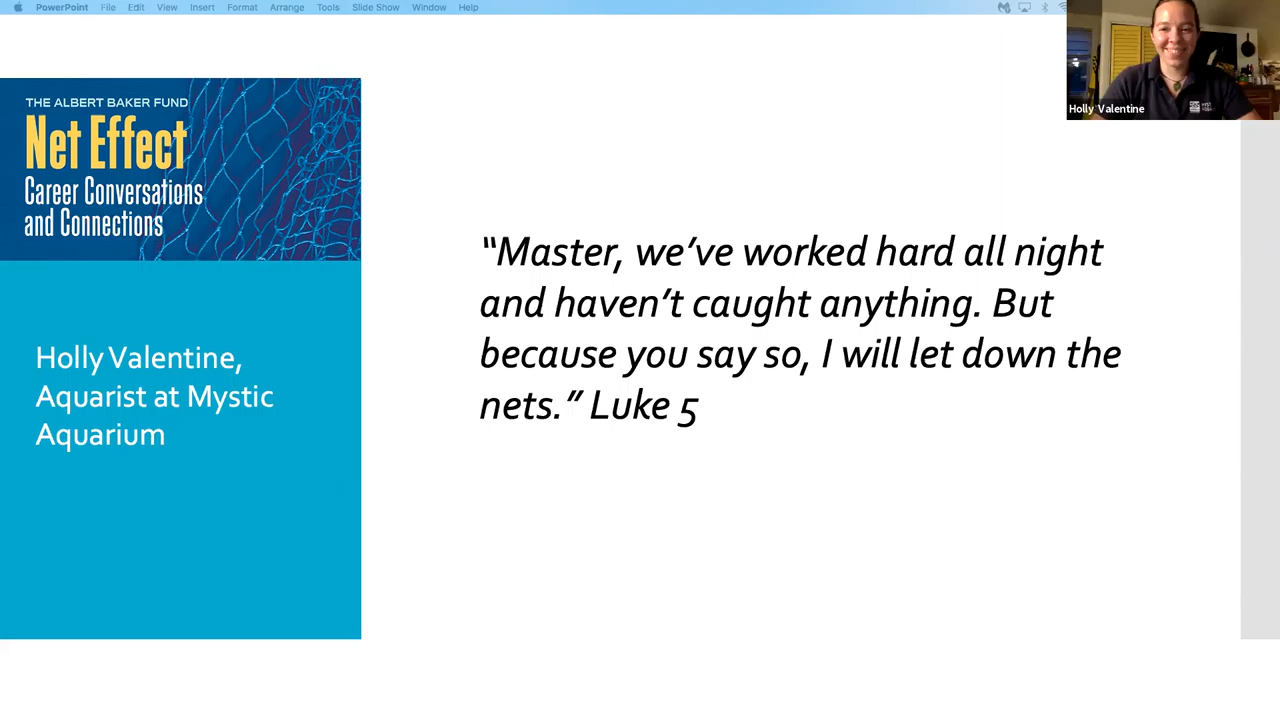 PowerPoint File Edit View Insert Format Arrange Tools Slide Show Window Help
Holly Valentine
THE ALBERT BAKER FUND
Net Effect
Career Conversations
and Connections
Holly Valentine,
Aquarist at Mystic
Aquarium
“Master, we’ve worked hard all night
and haven’t caught anything. But
because you say so, I will let down the
nets.” Luke 5